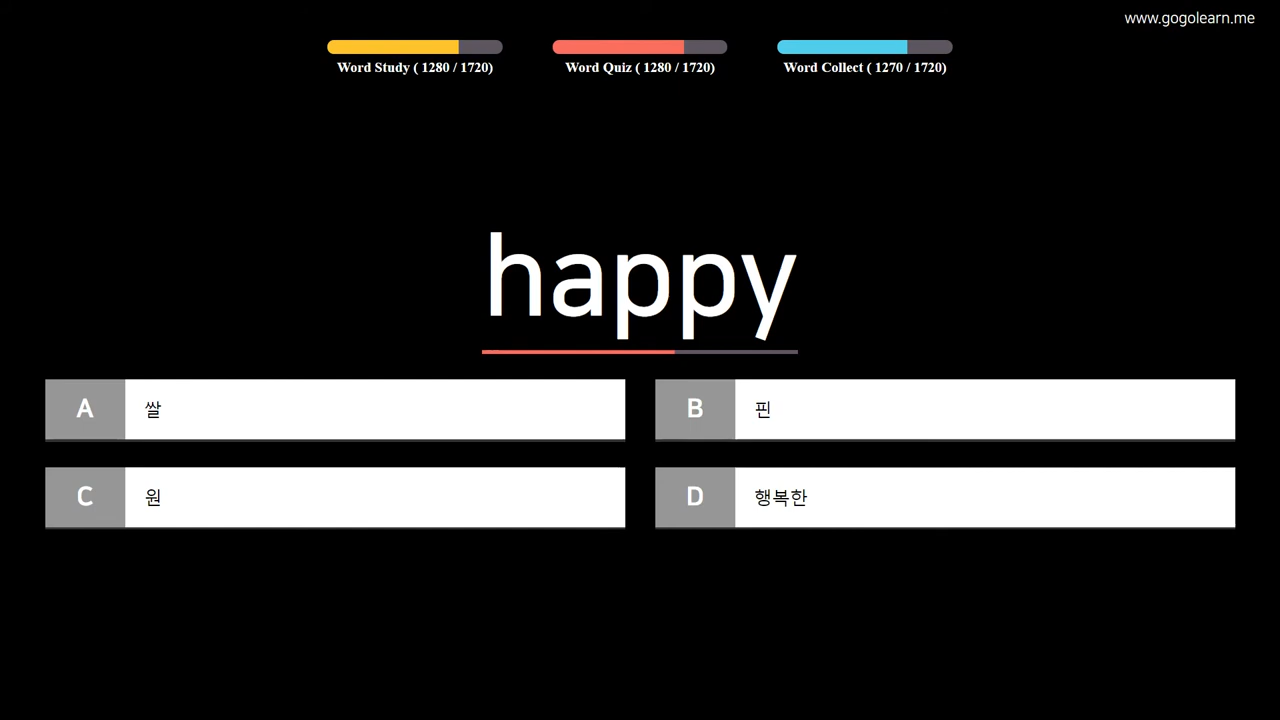 www.gogolearn.me
Word Study ( 1280 / 1720)
Word Quiz ( 1280 / 1720)
Word Collect ( 1270 / 1720)
happy
A 쌀
B 핀
C 원
D 행복한